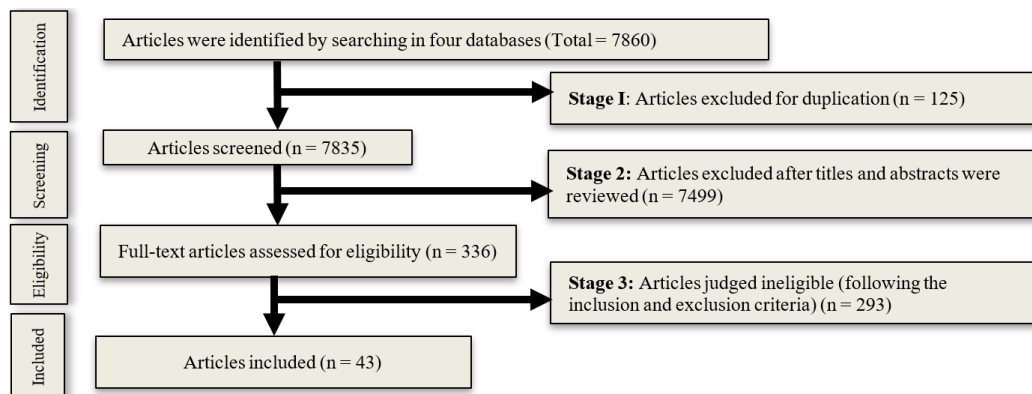 Identification
Articles were identified by searching in four databases (Total = 7860)
Stage I: Articles excluded for duplication (n = 125)
Screening
Articles screened (n = 7835)
Stage 2: Articles excluded after titles and abstracts were
reviewed (n = 7499)
Eligibility
Full-text articles assessed for eligibility (n = 336)
Stage 3: Articles judged ineligible (following the
inclusion and exclusion criteria) (n = 293)
Included
Articles included (n = 43)